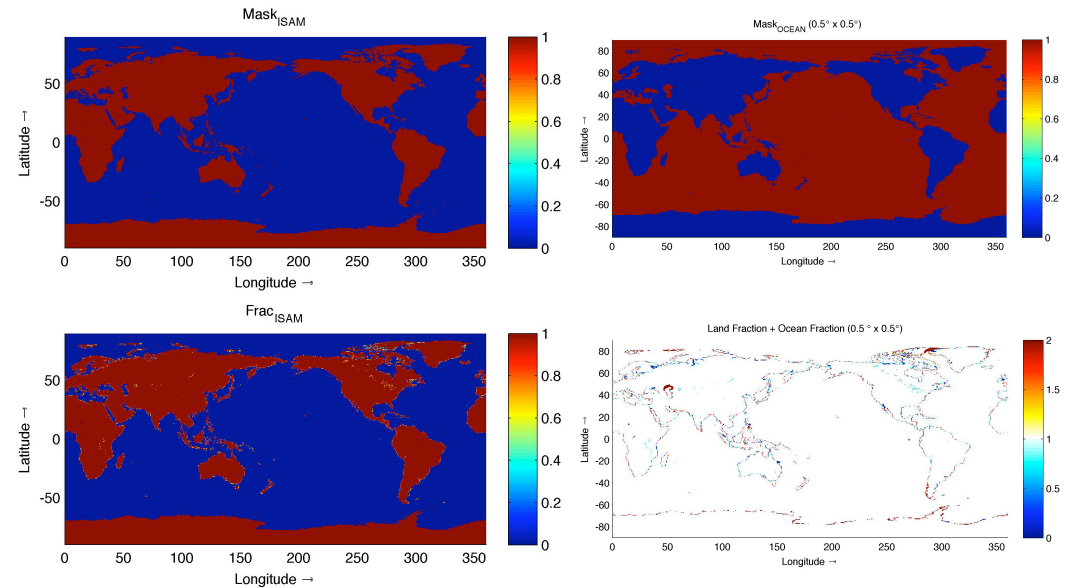 Mask_ISAM
50
0
-50
Latitude →
0 50 100 150 200 250 300 350
Longitude →
1
0.8
0.6
0.4
0.2
0
Mask_OCEAN (0.5° x 0.5°)
80
60
40
20
0
-20
-40
-60
-80
Latitude →
0 50 100 150 200 250 300 350
Longitude →
1
0.8
0.6
0.4
0.2
0
Frac_ISAM
50
0
-50
Latitude →
0 50 100 150 200 250 300 350
Longitude →
1
0.8
0.6
0.4
0.2
0
Land Fraction + Ocean Fraction (0.5 ° x 0.5°)
80
60
40
20
0
-20
-40
-60
-80
Latitude →
0 50 100 150 200 250 300 350
Longitude →
2
1.5
1
0.5
0